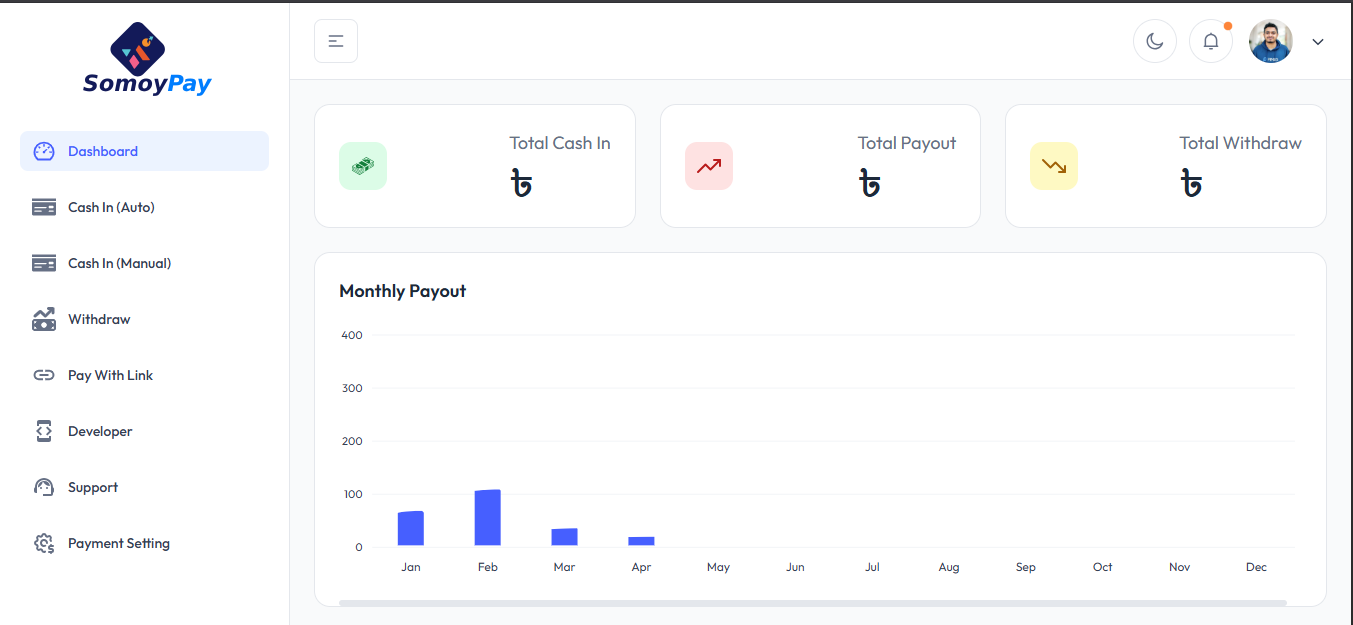 SomoyPay
Dashboard
Cash In (Auto)
Cash In (Manual)
Withdraw
Pay With Link
Developer
Support
Payment Setting
Total Cash In
৳
Total Payout
৳
Total Withdraw
৳
Monthly Payout
400
300
200
100
0
Jan Feb Mar Apr May Jun Jul Aug Sep Oct Nov Dec